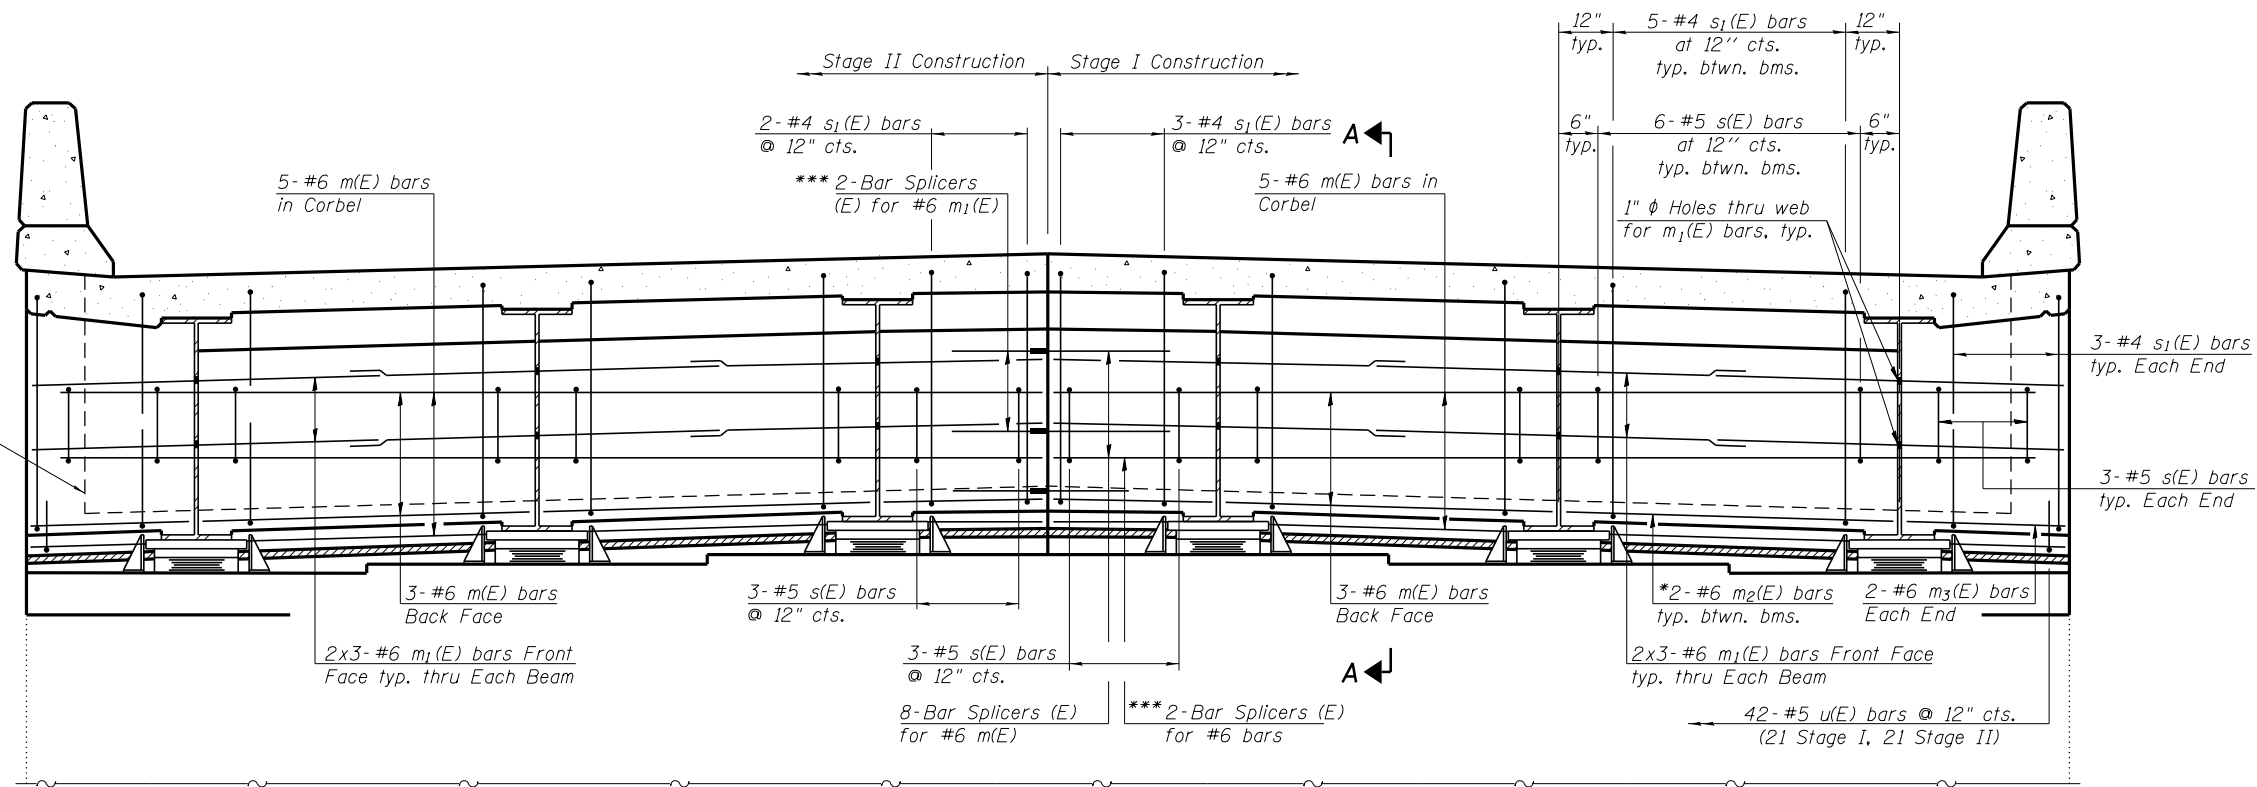 12" 5-#4 s1(E) bars 12"
typ. at 12'' cts. typ.
typ. btwn. bms.
Stage II Construction Stage I Construction
2-#4 s1(E) bars
@ 12" cts.
3-#4 s1(E) bars
@ 12" cts.
A
6" 6-#5 s(E) bars 6"
typ. at 12'' cts. typ.
typ. btwn. bms.
5-#6 m(E) bars
in Corbel
*** 2-Bar Splicers
(E) for #6 m1(E)
5-#6 m(E) bars in
Corbel
1" ϕ Holes thru web
for m1(E) bars, typ.
3-#4 s1(E) bars
typ. Each End
3-#5 s(E) bars
typ. Each End
3-#6 m(E) bars
Back Face
3-#5 s(E) bars
@ 12" cts.
3-#6 m(E) bars
Back Face
*2-#6 m2(E) bars
typ. btwn. bms.
2-#6 m3(E) bars
Each End
2x3-#6 m1(E) bars Front
Face typ. thru Each Beam
3-#5 s(E) bars
@ 12" cts.
A
2x3-#6 m1(E) bars Front Face
typ. thru Each Beam
8-Bar Splicers (E)
for #6 m(E)
*** 2-Bar Splicers (E)
for #6 bars
42-#5 u(E) bars @ 12" cts.
(21 Stage I, 21 Stage II)